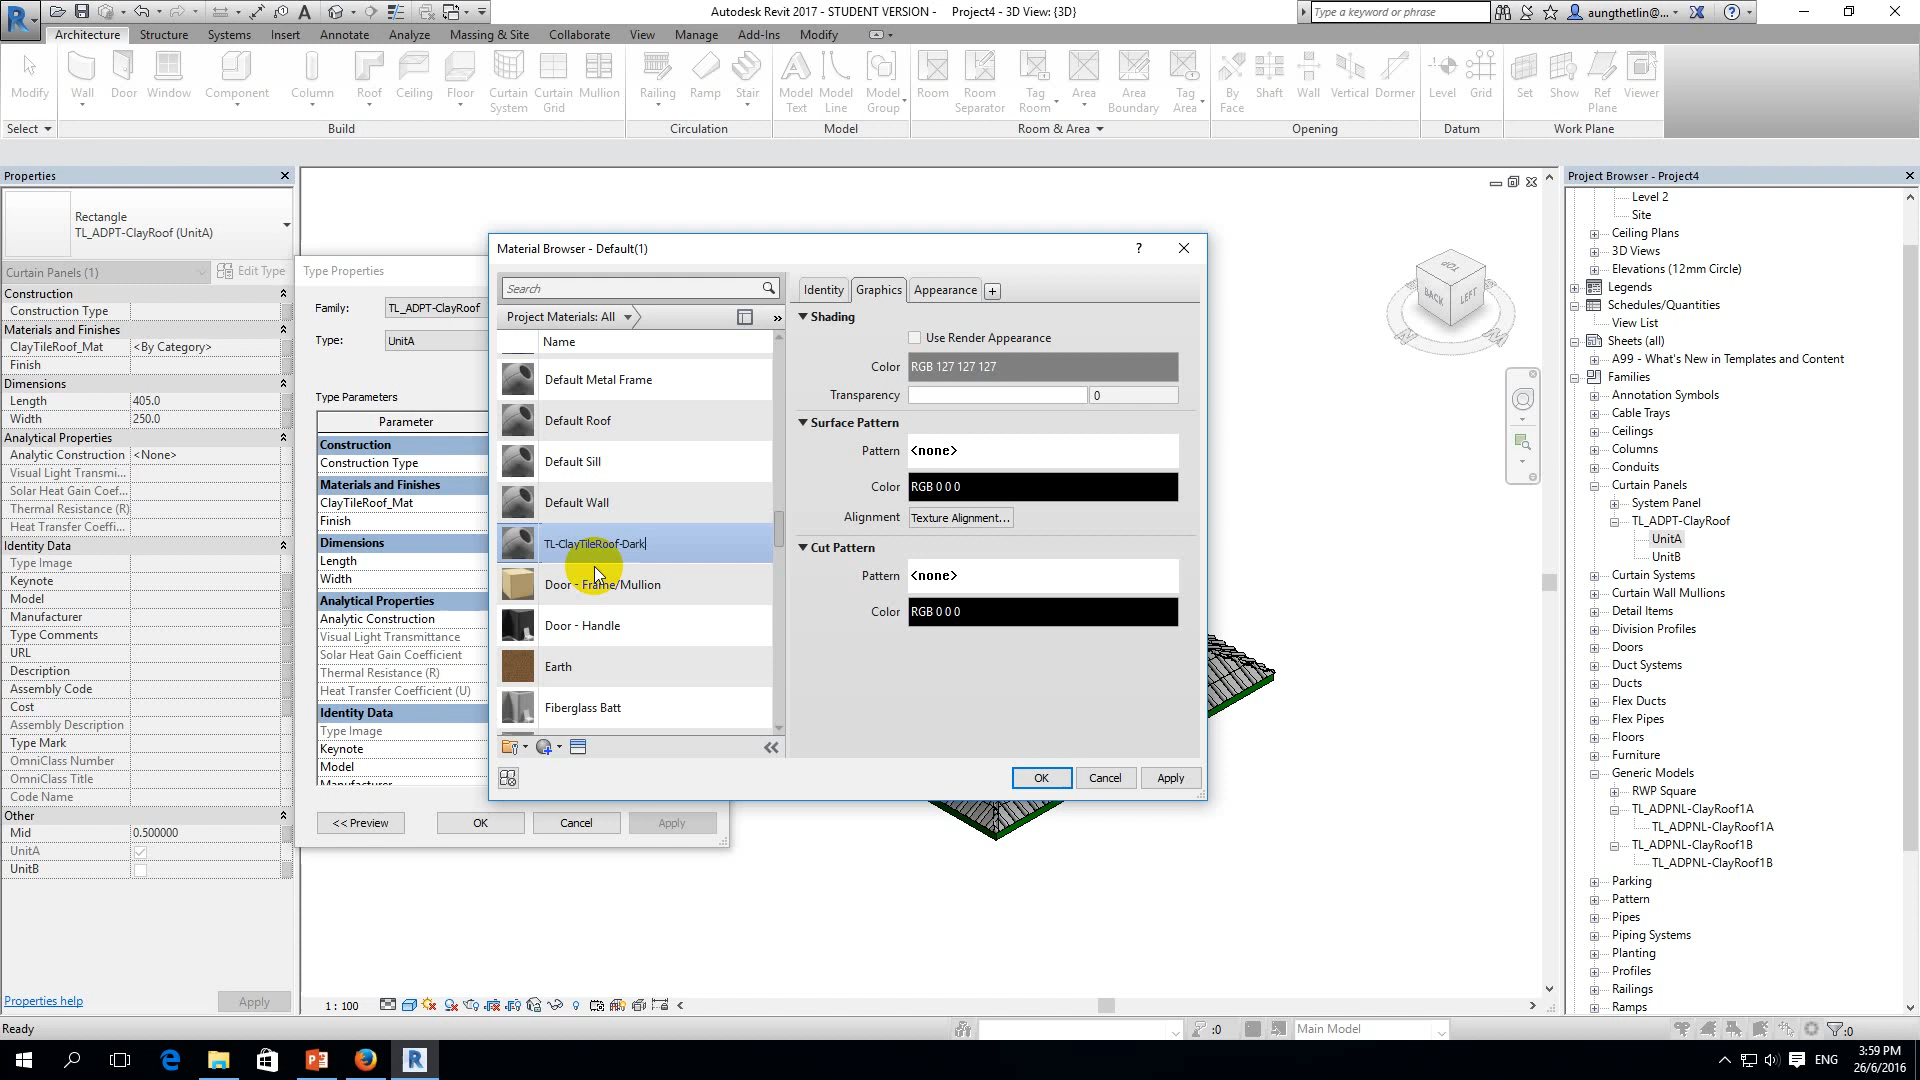 Autodesk Revit 2017 - STUDENT VERSION - Project4 - 3D View: {3D}
Type a keyword or phrase
aungthetlin@...
Architecture Structure Systems Insert Annotate Analyze Massing & Site Collaborate View Manage Add-Ins Modify
Modify Wall Door Window Component Column Roof Ceiling Floor Curtain System Curtain Grid Mullion Railing Ramp Stair Model Text Model Line Model Group Room Room Separator Tag Room Area Area Boundary Tag Area By Face Shaft Wall Vertical Dormer Level Grid Set Show Ref Plane Viewer
Select Build Circulation Model Room & Area Opening Datum Work Plane
Properties
Rectangle
TL_ADPT-ClayRoof (UnitA)
Curtain Panels (1) Edit Type
Construction
Construction Type
Materials and Finishes
ClayTileRoof_Mat <By Category>
Finish
Dimensions
Length 405.0
Width 250.0
Analytical Properties
Analytic Construction <None>
Visual Light Transmi...
Solar Heat Gain Coef...
Thermal Resistance (R)
Heat Transfer Coeffi...
Identity Data
Type Image
Keynote
Model
Manufacturer
Type Comments
URL
Description
Assembly Code
Cost
Assembly Description
Type Mark
OmniClass Number
OmniClass Title
Code Name
Other
Mid 0.500000
UnitA
UnitB
Properties help Apply
Type Properties
Family: TL_ADPT-ClayRoof
Type: UnitA
Type Parameters
Parameter
Construction
Construction Type
Materials and Finishes
ClayTileRoof_Mat
Finish
Dimensions
Length
Width
Analytical Properties
Analytic Construction
Visual Light Transmittance
Solar Heat Gain Coefficient
Thermal Resistance (R)
Heat Transfer Coefficient (U)
Identity Data
Type Image
Keynote
Model
Manufacturer
<< Preview OK Cancel Apply
Material Browser - Default(1) ?
Search
Project Materials: All
Name
Default Metal Frame
Default Roof
Default Sill
Default Wall
TL-ClayTileRoof-Dark
Door - Frame/Mullion
Door - Handle
Earth
Fiberglass Batt
Identity Graphics Appearance
Shading
Use Render Appearance
Color RGB 127 127 127
Transparency 0
Surface Pattern
Pattern <none>
Color RGB 0 0 0
Alignment Texture Alignment...
Cut Pattern
Pattern <none>
Color RGB 0 0 0
OK Cancel Apply
TOP
BACK
LEFT
Project Browser - Project4
Level 2
Site
Ceiling Plans
3D Views
Elevations (12mm Circle)
Legends
Schedules/Quantities
View List
Sheets (all)
A99 - What's New in Templates and Content
Families
Annotation Symbols
Cable Trays
Ceilings
Columns
Conduits
Curtain Panels
System Panel
TL_ADPT-ClayRoof
UnitA
UnitB
Curtain Systems
Curtain Wall Mullions
Detail Items
Division Profiles
Doors
Duct Systems
Ducts
Flex Ducts
Flex Pipes
Floors
Furniture
Generic Models
RWP Square
TL_ADPNL-ClayRoof1A
TL_ADPNL-ClayRoof1A
TL_ADPNL-ClayRoof1B
TL_ADPNL-ClayRoof1B
Parking
Pattern
Pipes
Piping Systems
Planting
Profiles
Railings
Ramps
1 : 100
Ready :0 Main Model :0
ENG
3:59 PM
26/6/2016